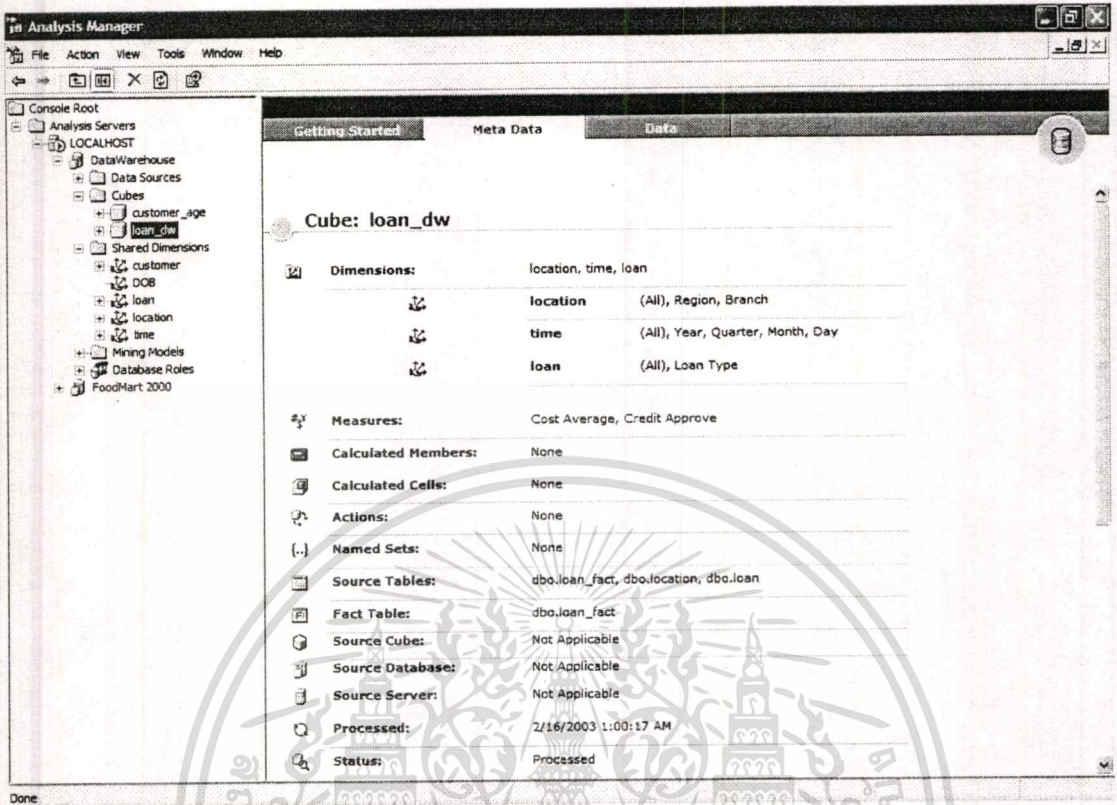 Analysis Manager
File Action View Tools Window Help
Console Root
Analysis Servers
LOCALHOST
DataWarehouse
Data Sources
Cubes
customer_age
loan_dw
Shared Dimensions
customer
DOB
loan
location
time
Mining Models
Database Roles
FoodMart 2000
Getting Started Meta Data Data
Cube: loan_dw
Dimensions: location, time, loan
location (All), Region, Branch
time (All), Year, Quarter, Month, Day
loan (All), Loan Type
Measures: Cost Average, Credit Approve
Calculated Members: None
Calculated Cells: None
Actions: None
Named Sets: None
Source Tables: dbo.loan_fact, dbo.location, dbo.loan
Fact Table: dbo.loan_fact
Source Cube: Not Applicable
Source Database: Not Applicable
Source Server: Not Applicable
Processed: 2/16/2003 1:00:17 AM
Status: Processed
Done